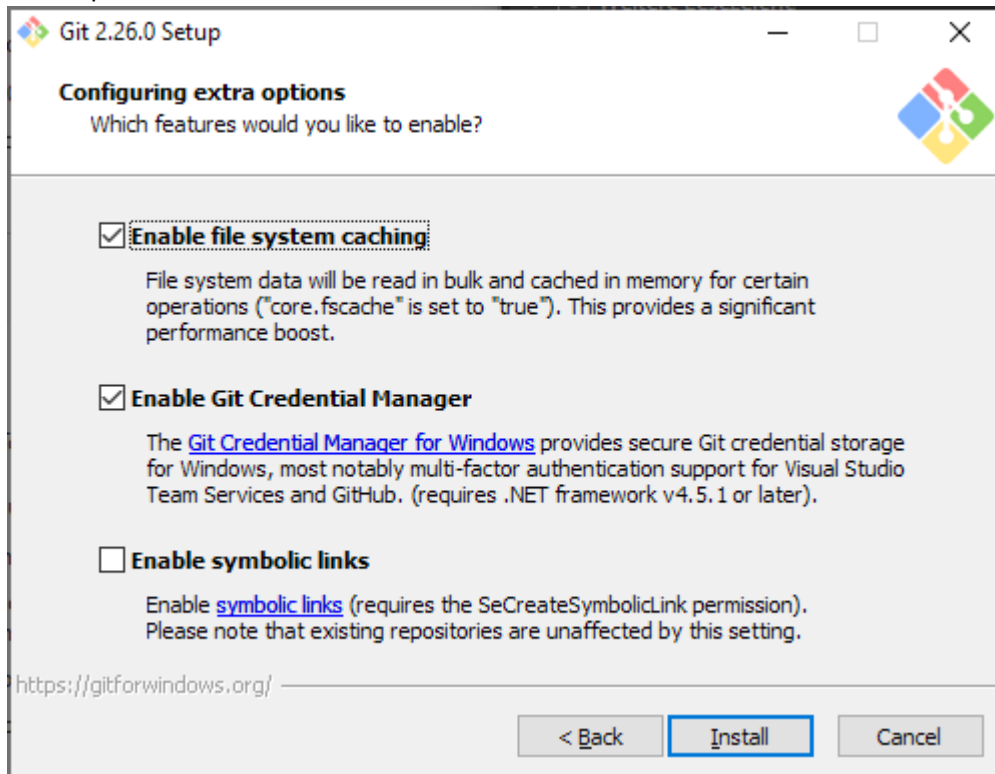 Git 2.26.0 Setup
Configuring extra options
Which features would you like to enable?
Enable file system caching
File system data will be read in bulk and cached in memory for certain
operations ("core.fscache" is set to "true"). This provides a significant
performance boost.
Enable Git Credential Manager
The Git Credential Manager for Windows provides secure Git credential storage
for Windows, most notably multi-factor authentication support for Visual Studio
Team Services and GitHub. (requires .NET framework v4.5.1 or later).
Enable symbolic links
Enable symbolic links (requires the SeCreateSymbolicLink permission).
Please note that existing repositories are unaffected by this setting.
https://gitforwindows.org/
< Back Install Cancel